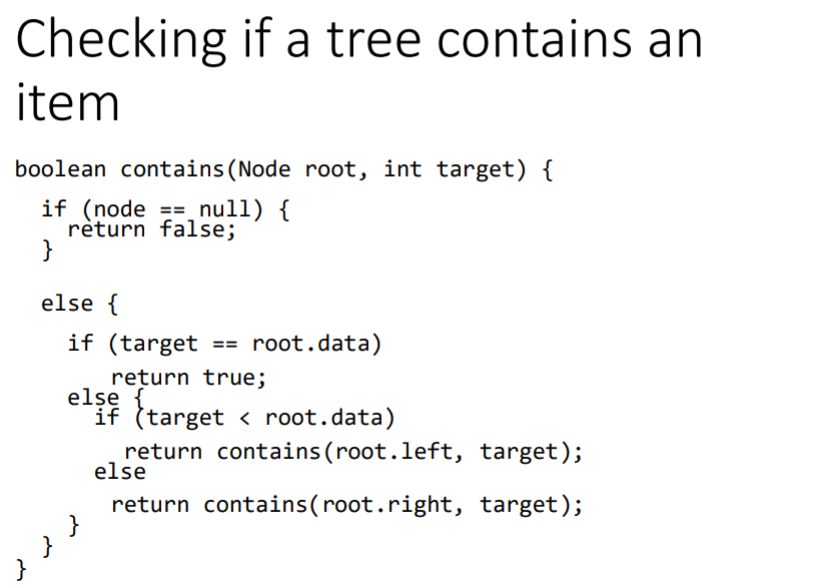 Checking if a tree contains an
item
boolean contains(Node root, int target) {
if (node == null) {
return false;
}
else {
if (target == root.data)
return true;
else {
if (target < root.data)
return contains(root.left, target);
else
return contains(root.right, target);
}
}
}